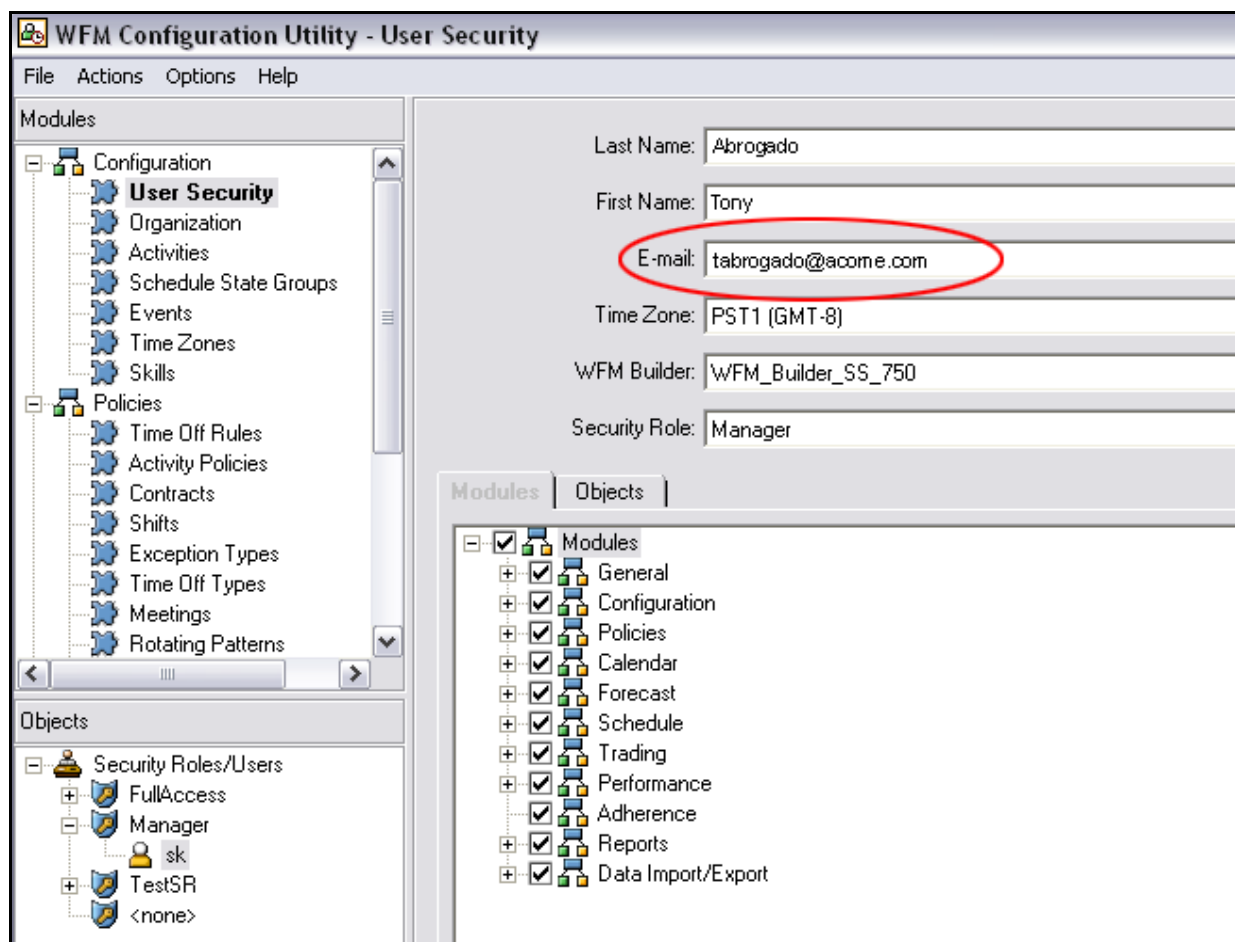 WFM Configuration Utility - User Security
File Actions Options Help
Modules
Configuration
User Security
Organization
Activities
Schedule State Groups
Events
Time Zones
Skills
Policies
Time Off Rules
Activity Policies
Contracts
Shifts
Exception Types
Time Off Types
Meetings
Rotating Patterns
Objects
Security Roles/Users
FullAccess
Manager
sk
TestSR
<none>
Last Name: Abrogado
First Name: Tony
E-mail: tabrogado@acome.com
Time Zone: PST1 (GMT-8)
WFM Builder: WFM_Builder_SS_750
Security Role: Manager
Modules Objects
Modules
General
Configuration
Policies
Calendar
Forecast
Schedule
Trading
Performance
Adherence
Reports
Data Import/Export